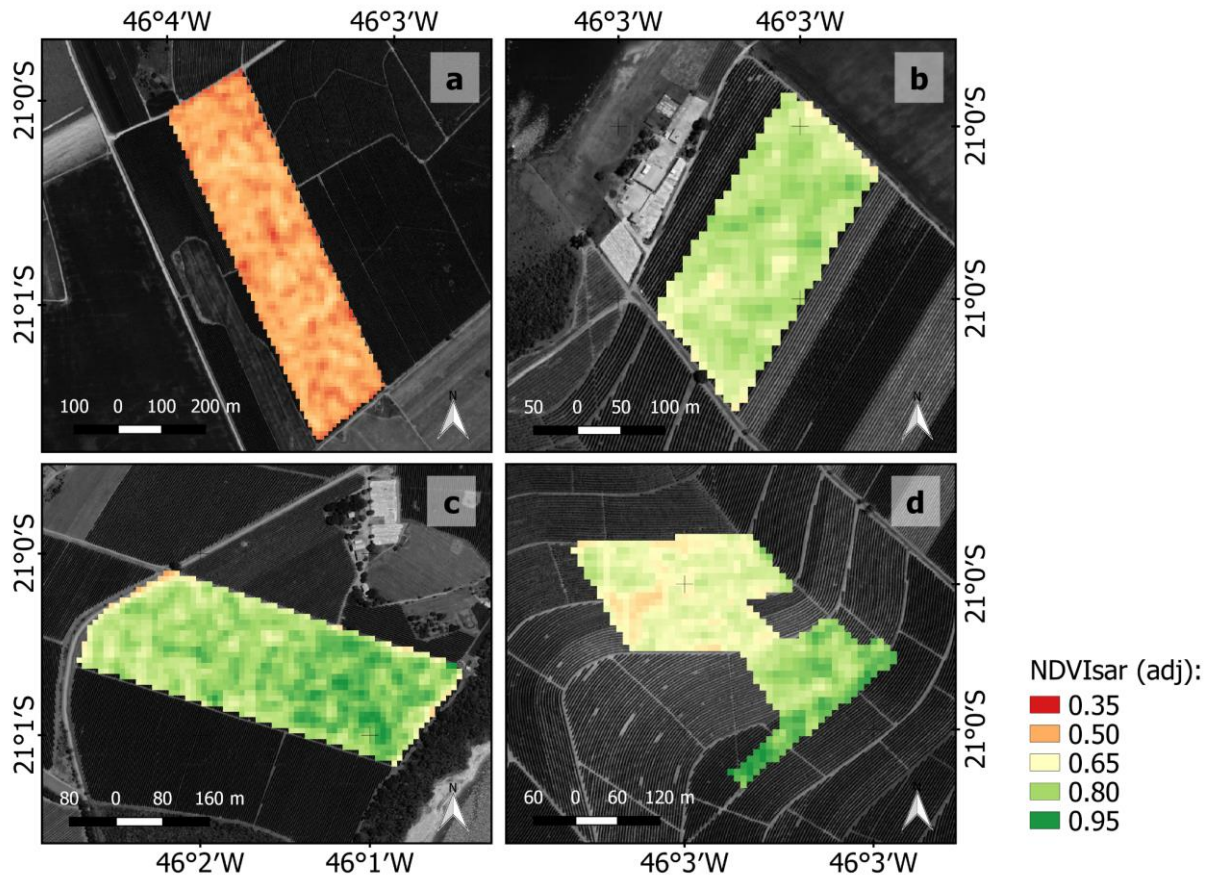 46°4'W 46°3'W 46°3'W 46°3'W
a b
21°0'S 21°0'S
21°1'S 21°0'S
100 0 100 200 m 50 0 50 100 m
N N
c d
21°0'S 21°0'S
21°1'S 21°0'S
80 0 80 160 m 60 0 60 120 m
N N
46°2'W 46°1'W 46°3'W 46°3'W
NDVIsar (adj):
0.35
0.50
0.65
0.80
0.95